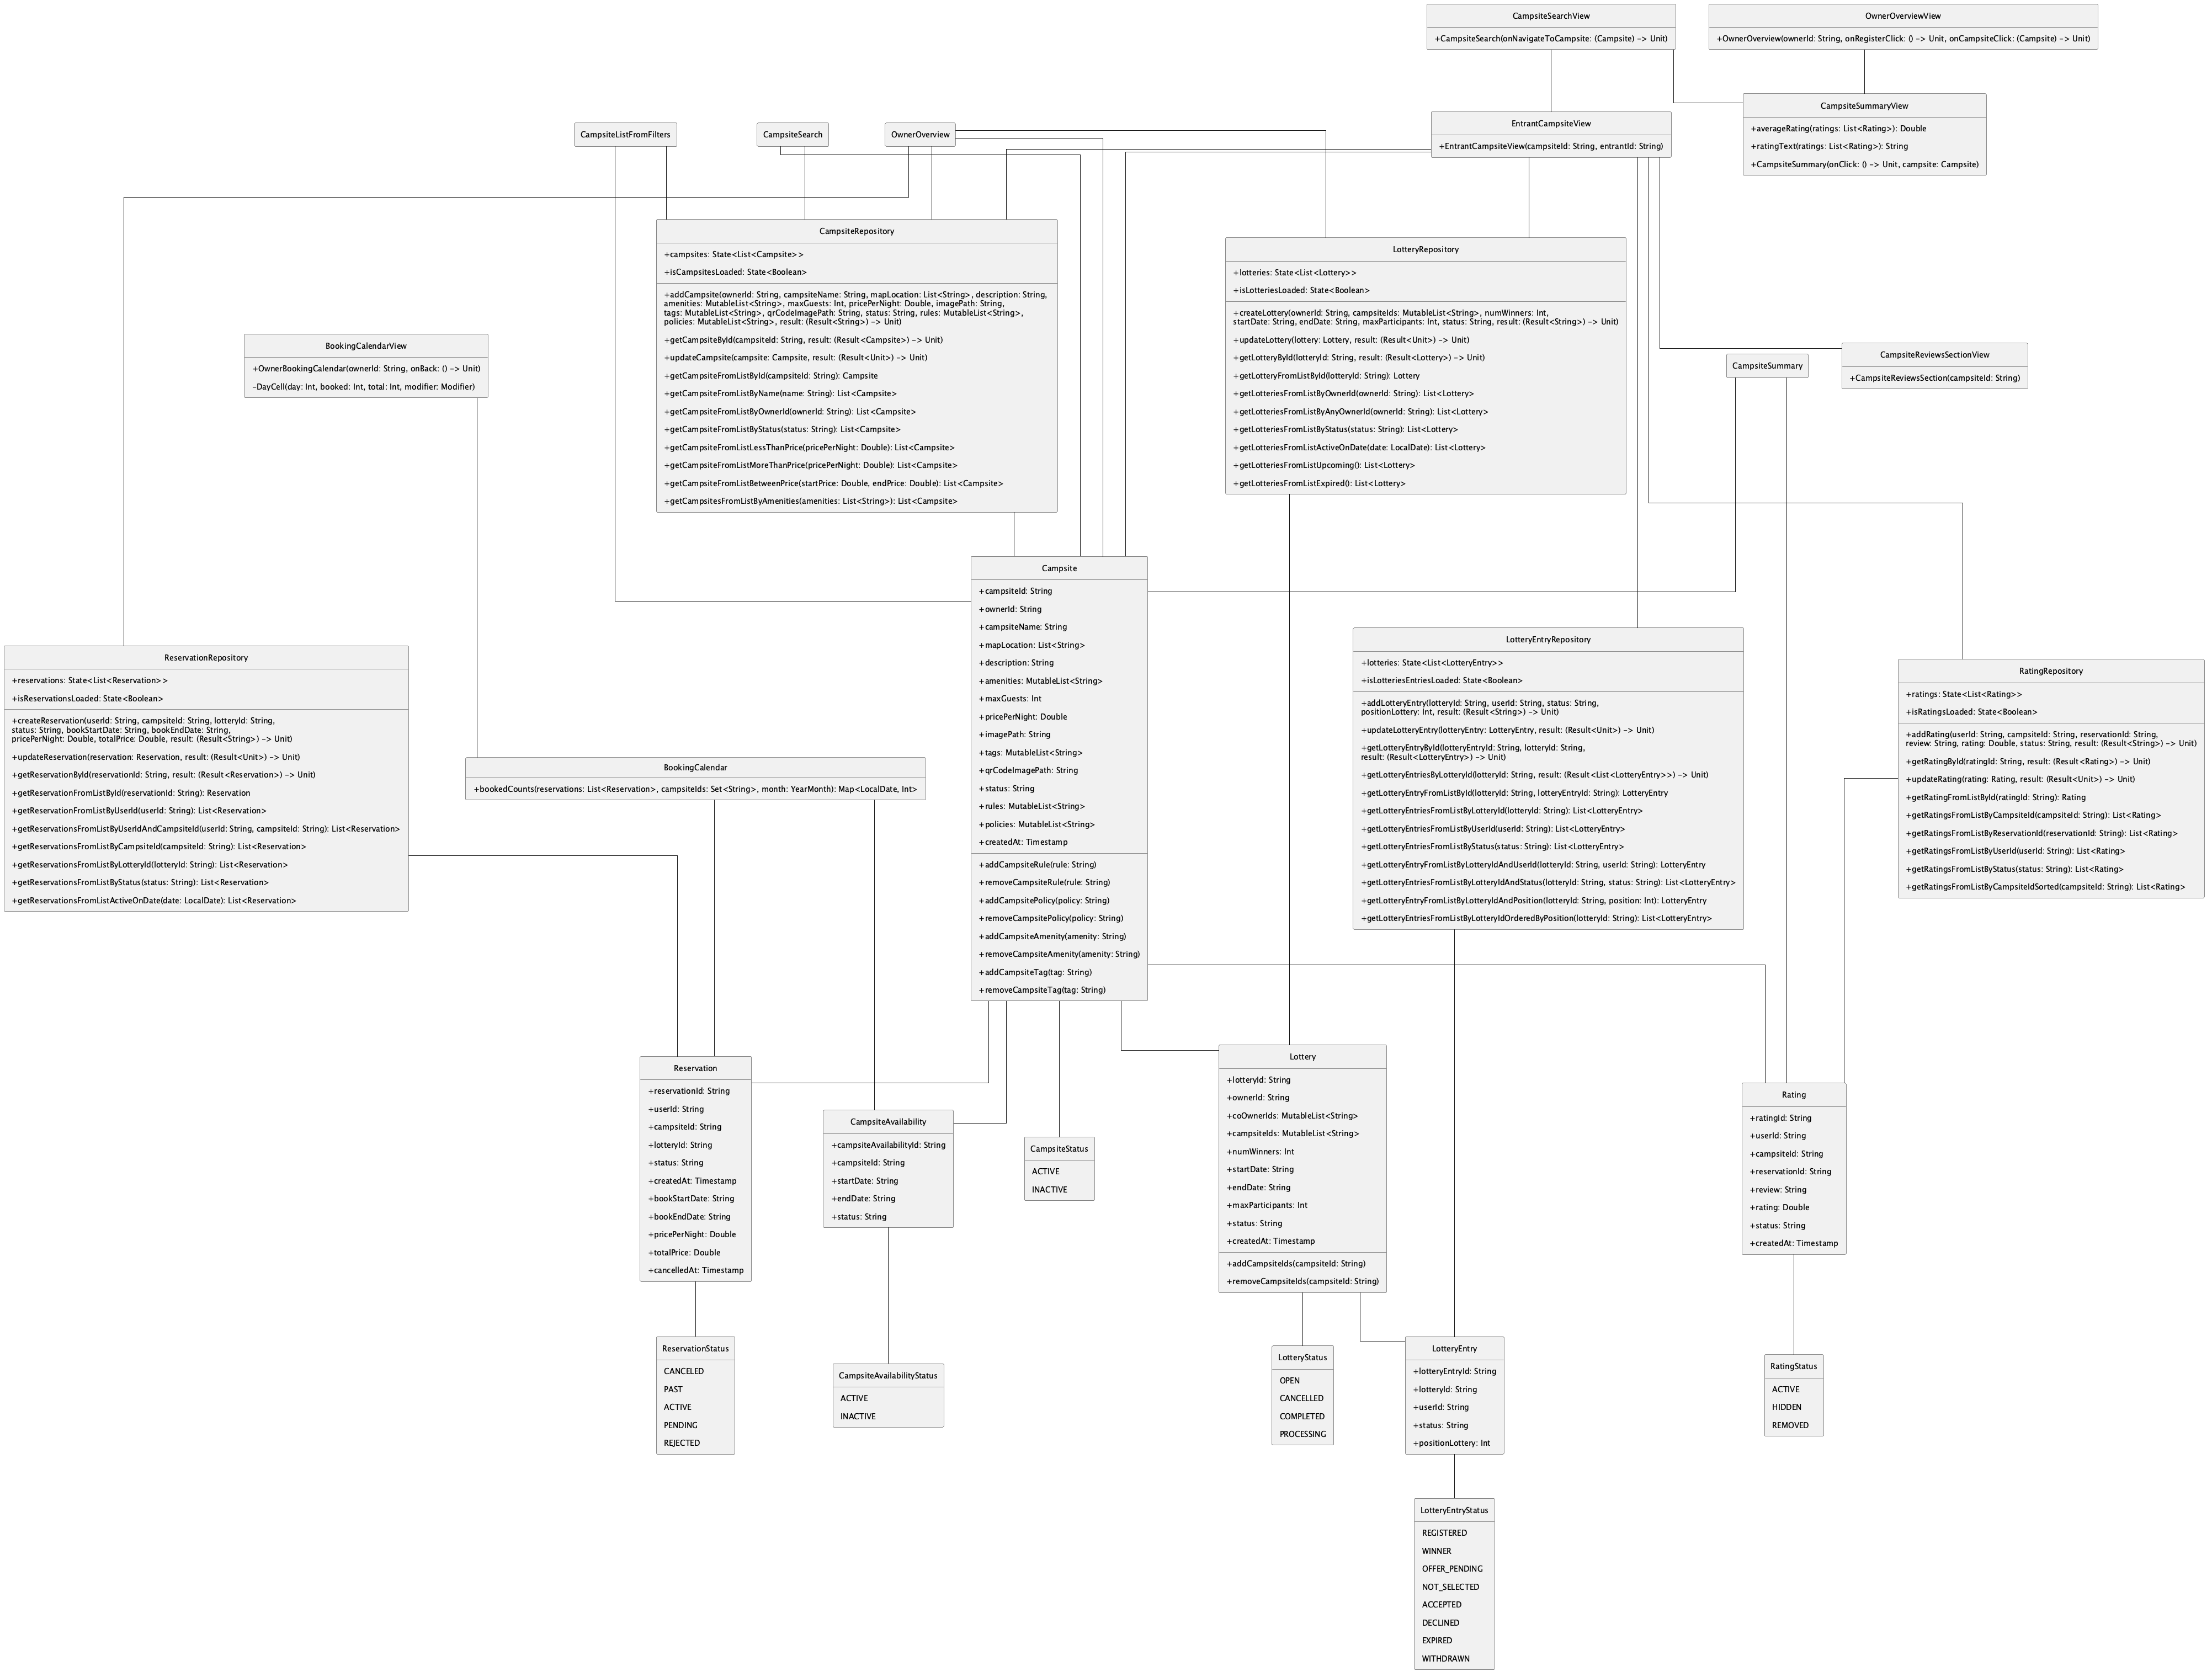 CampsiteSearchView
+CampsiteSearch(onNavigateToCampsite: (Campsite) -> Unit)
OwnerOverviewView
+OwnerOverview(ownerId: String, onRegisterClick: () -> Unit, onCampsiteClick: (Campsite) -> Unit)
CampsiteSummaryView
+averageRating(ratings: List<Rating>): Double
+ratingText(ratings: List<Rating>): String
+CampsiteSummary(onClick: () -> Unit, campsite: Campsite)
EntrantCampsiteView
+EntrantCampsiteView(campsiteId: String, entrantId: String)
CampsiteListFromFilters
CampsiteSearch
OwnerOverview
CampsiteRepository
+campsites: State<List<Campsite>>
+isCampsitesLoaded: State<Boolean>
+addCampsite(ownerId: String, campsiteName: String, mapLocation: List<String>, description: String,
amenities: MutableList<String>, maxGuests: Int, pricePerNight: Double, imagePath: String,
tags: MutableList<String>, qrCodeImagePath: String, status: String, rules: MutableList<String>,
policies: MutableList<String>, result: (Result<String>) -> Unit)
+getCampsiteById(campsiteId: String, result: (Result<Campsite>) -> Unit)
+updateCampsite(campsite: Campsite, result: (Result<Unit>) -> Unit)
+getCampsiteFromListById(campsiteId: String): Campsite
+getCampsiteFromListByName(name: String): List<Campsite>
+getCampsiteFromListByOwnerId(ownerId: String): List<Campsite>
+getCampsiteFromListByStatus(status: String): List<Campsite>
+getCampsiteFromListLessThanPrice(pricePerNight: Double): List<Campsite>
+getCampsiteFromListMoreThanPrice(pricePerNight: Double): List<Campsite>
+getCampsiteFromListBetweenPrice(startPrice: Double, endPrice: Double): List<Campsite>
+getCampsitesFromListByAmenities(amenities: List<String>): List<Campsite>
LotteryRepository
+lotteries: State<List<Lottery>>
+isLotteriesLoaded: State<Boolean>
+createLottery(ownerId: String, campsiteIds: MutableList<String>, numWinners: Int,
startDate: String, endDate: String, maxParticipants: Int, status: String, result: (Result<String>) -> Unit)
+updateLottery(lottery: Lottery, result: (Result<Unit>) -> Unit)
+getLotteryById(lotteryId: String, result: (Result<Lottery>) -> Unit)
+getLotteryFromListById(lotteryId: String): Lottery
+getLotteriesFromListByOwnerId(ownerId: String): List<Lottery>
+getLotteriesFromListByAnyOwnerId(ownerId: String): List<Lottery>
+getLotteriesFromListByStatus(status: String): List<Lottery>
+getLotteriesFromListActiveOnDate(date: LocalDate): List<Lottery>
+getLotteriesFromListUpcoming(): List<Lottery>
+getLotteriesFromListExpired(): List<Lottery>
BookingCalendarView
+OwnerBookingCalendar(ownerId: String, onBack: () -> Unit)
-DayCell(day: Int, booked: Int, total: Int, modifier: Modifier)
CampsiteSummary
CampsiteReviewsSectionView
+CampsiteReviewsSection(campsiteId: String)
Campsite
+campsiteId: String
+ownerId: String
+campsiteName: String
+mapLocation: List<String>
+description: String
+amenities: MutableList<String>
+maxGuests: Int
+pricePerNight: Double
+imagePath: String
+tags: MutableList<String>
+qrCodeImagePath: String
+status: String
+rules: MutableList<String>
+policies: MutableList<String>
+createdAt: Timestamp
+addCampsiteRule(rule: String)
+removeCampsiteRule(rule: String)
+addCampsitePolicy(policy: String)
+removeCampsitePolicy(policy: String)
+addCampsiteAmenity(amenity: String)
+removeCampsiteAmenity(amenity: String)
+addCampsiteTag(tag: String)
+removeCampsiteTag(tag: String)
ReservationRepository
+reservations: State<List<Reservation>>
+isReservationsLoaded: State<Boolean>
+createReservation(userId: String, campsiteId: String, lotteryId: String,
status: String, bookStartDate: String, bookEndDate: String,
pricePerNight: Double, totalPrice: Double, result: (Result<String>) -> Unit)
+updateReservation(reservation: Reservation, result: (Result<Unit>) -> Unit)
+getReservationById(reservationId: String, result: (Result<Reservation>) -> Unit)
+getReservationFromListById(reservationId: String): Reservation
+getReservationFromListByUserId(userId: String): List<Reservation>
+getReservationsFromListByUserIdAndCampsiteId(userId: String, campsiteId: String): List<Reservation>
+getReservationsFromListByCampsiteId(campsiteId: String): List<Reservation>
+getReservationsFromListByLotteryId(lotteryId: String): List<Reservation>
+getReservationsFromListByStatus(status: String): List<Reservation>
+getReservationsFromListActiveOnDate(date: LocalDate): List<Reservation>
BookingCalendar
+bookedCounts(reservations: List<Reservation>, campsiteIds: Set<String>, month: YearMonth): Map<LocalDate, Int>
LotteryEntryRepository
+lotteries: State<List<LotteryEntry>>
+isLotteriesEntriesLoaded: State<Boolean>
+addLotteryEntry(lotteryId: String, userId: String, status: String,
positionLottery: Int, result: (Result<String>) -> Unit)
+updateLotteryEntry(lotteryEntry: LotteryEntry, result: (Result<Unit>) -> Unit)
+getLotteryEntryById(lotteryEntryId: String, lotteryId: String,
result: (Result<LotteryEntry>) -> Unit)
+getLotteryEntriesByLotteryId(lotteryId: String, result: (Result<List<LotteryEntry>>) -> Unit)
+getLotteryEntryFromListById(lotteryId: String, lotteryEntryId: String): LotteryEntry
+getLotteryEntriesFromListByLotteryId(lotteryId: String): List<LotteryEntry>
+getLotteryEntriesFromListByUserId(userId: String): List<LotteryEntry>
+getLotteryEntriesFromListByStatus(status: String): List<LotteryEntry>
+getLotteryEntryFromListByLotteryIdAndUserId(lotteryId: String, userId: String): LotteryEntry
+getLotteryEntriesFromListByLotteryIdAndStatus(lotteryId: String, status: String): List<LotteryEntry>
+getLotteryEntryFromListByLotteryIdAndPosition(lotteryId: String, position: Int): LotteryEntry
+getLotteryEntriesFromListByLotteryIdOrderedByPosition(lotteryId: String): List<LotteryEntry>
RatingRepository
+ratings: State<List<Rating>>
+isRatingsLoaded: State<Boolean>
+addRating(userId: String, campsiteId: String, reservationId: String,
review: String, rating: Double, status: String, result: (Result<String>) -> Unit)
+getRatingById(ratingId: String, result: (Result<Rating>) -> Unit)
+updateRating(rating: Rating, result: (Result<Unit>) -> Unit)
+getRatingFromListById(ratingId: String): Rating
+getRatingsFromListByCampsiteId(campsiteId: String): List<Rating>
+getRatingsFromListByReservationId(reservationId: String): List<Rating>
+getRatingsFromListByUserId(userId: String): List<Rating>
+getRatingsFromListByStatus(status: String): List<Rating>
+getRatingsFromListByCampsiteIdSorted(campsiteId: String): List<Rating>
Reservation
+reservationId: String
+userId: String
+campsiteId: String
+lotteryId: String
+status: String
+createdAt: Timestamp
+bookStartDate: String
+bookEndDate: String
+pricePerNight: Double
+totalPrice: Double
+cancelledAt: Timestamp
CampsiteAvailability
+campsiteAvailabilityId: String
+campsiteId: String
+startDate: String
+endDate: String
+status: String
CampsiteStatus
ACTIVE
INACTIVE
Lottery
+lotteryId: String
+ownerId: String
+coOwnerIds: MutableList<String>
+campsiteIds: MutableList<String>
+numWinners: Int
+startDate: String
+endDate: String
+maxParticipants: Int
+status: String
+createdAt: Timestamp
+addCampsiteIds(campsiteId: String)
+removeCampsiteIds(campsiteId: String)
Rating
+ratingId: String
+userId: String
+campsiteId: String
+reservationId: String
+review: String
+rating: Double
+status: String
+createdAt: Timestamp
ReservationStatus
CANCELED
PAST
ACTIVE
PENDING
REJECTED
CampsiteAvailabilityStatus
ACTIVE
INACTIVE
LotteryStatus
OPEN
CANCELLED
COMPLETED
PROCESSING
LotteryEntry
+lotteryEntryId: String
+lotteryId: String
+userId: String
+status: String
+positionLottery: Int
RatingStatus
ACTIVE
HIDDEN
REMOVED
LotteryEntryStatus
REGISTERED
WINNER
OFFER_PENDING
NOT_SELECTED
ACCEPTED
DECLINED
EXPIRED
WITHDRAWN